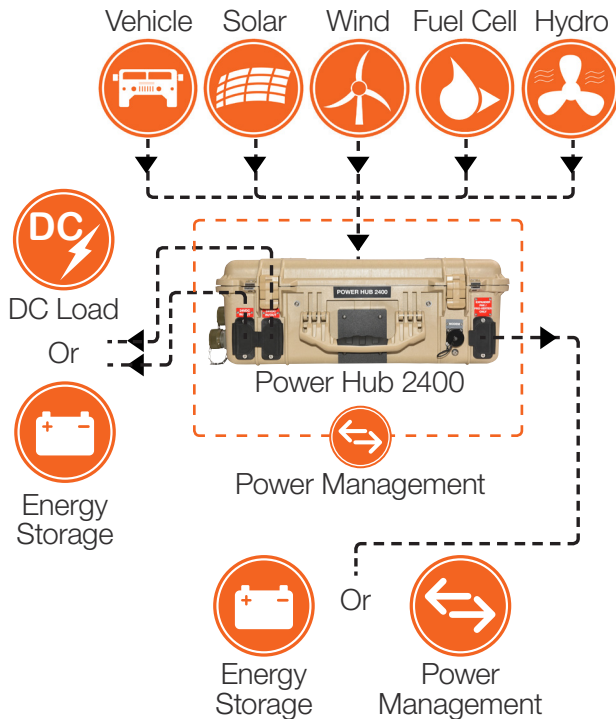 Vehicle Solar Wind Fuel Cell Hydro
DC
DC Load
Or
Energy
Storage
POWER HUB 2400
Power Hub 2400
Power Management
Energy
Storage
Or
Power
Management